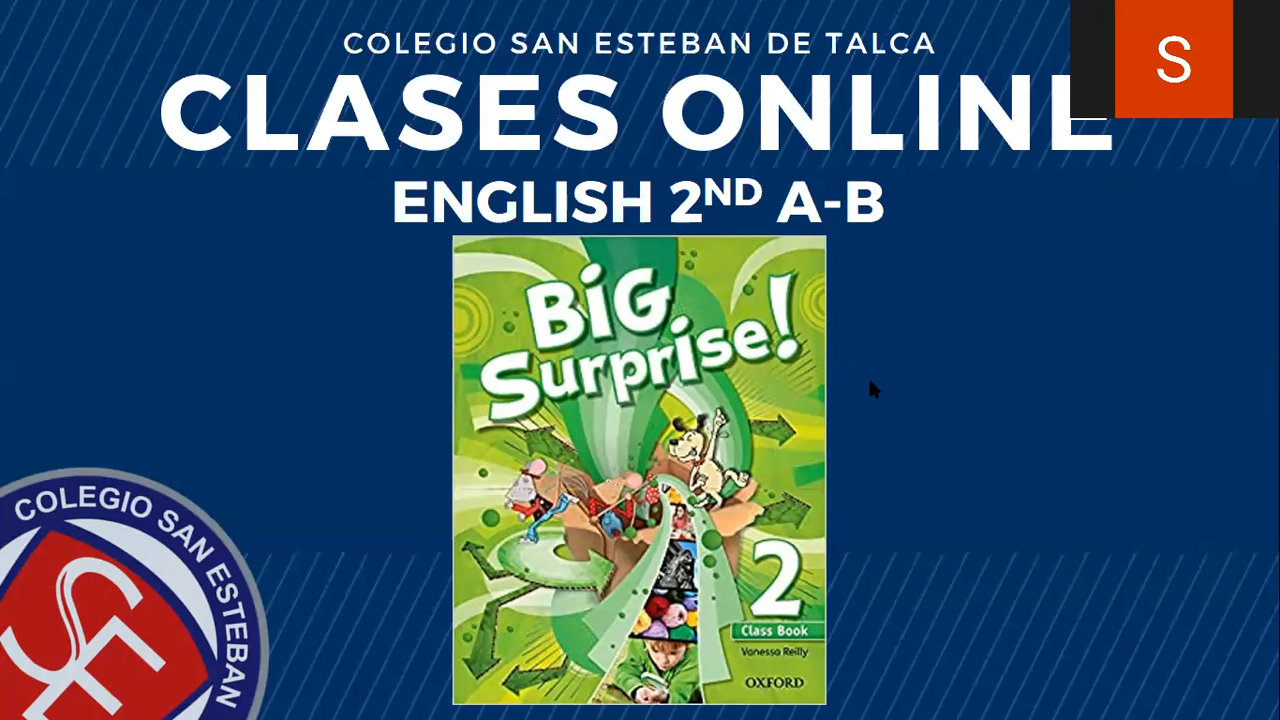 COLEGIO SAN ESTEBAN DE TALCA
S
CLASES ONLINE
ENGLISH 2ND A-B
BiG
Surprise!
2
Class Book
Vanessa Reilly
OXFORD
COLEGIO SAN ESTEBAN
SE